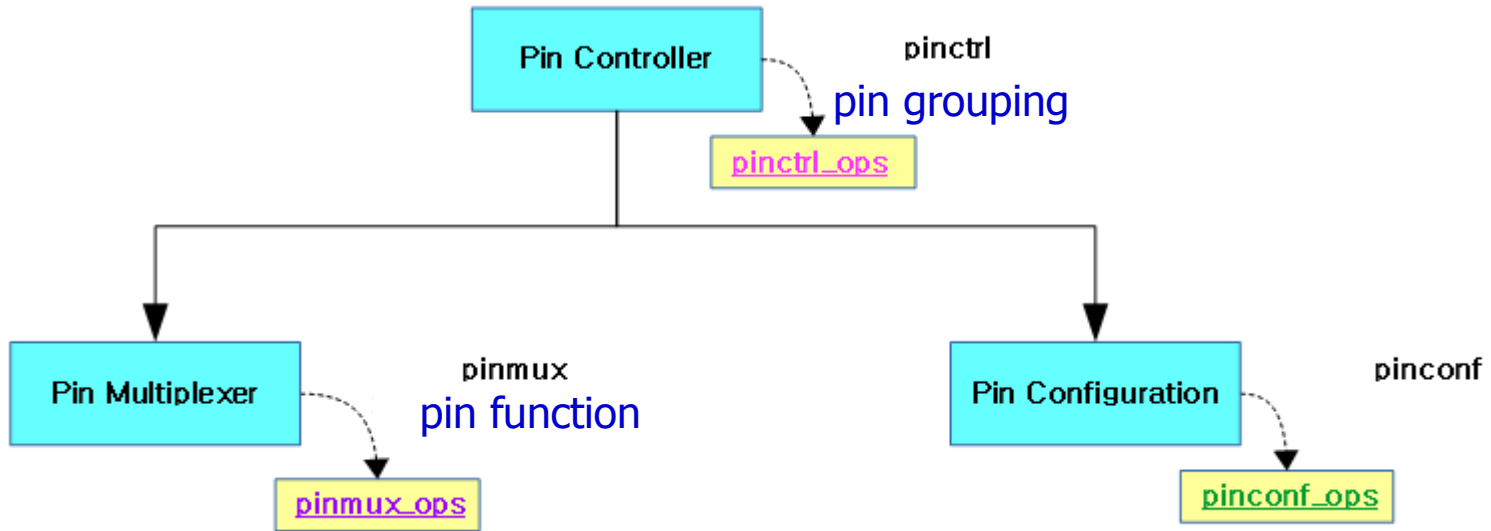 Pin Controller
pinctrl
pin grouping
pinctrl_ops
Pin Multiplexer
pinmux
pin function
pinmux_ops
Pin Configuration
pinconf
pinconf_ops